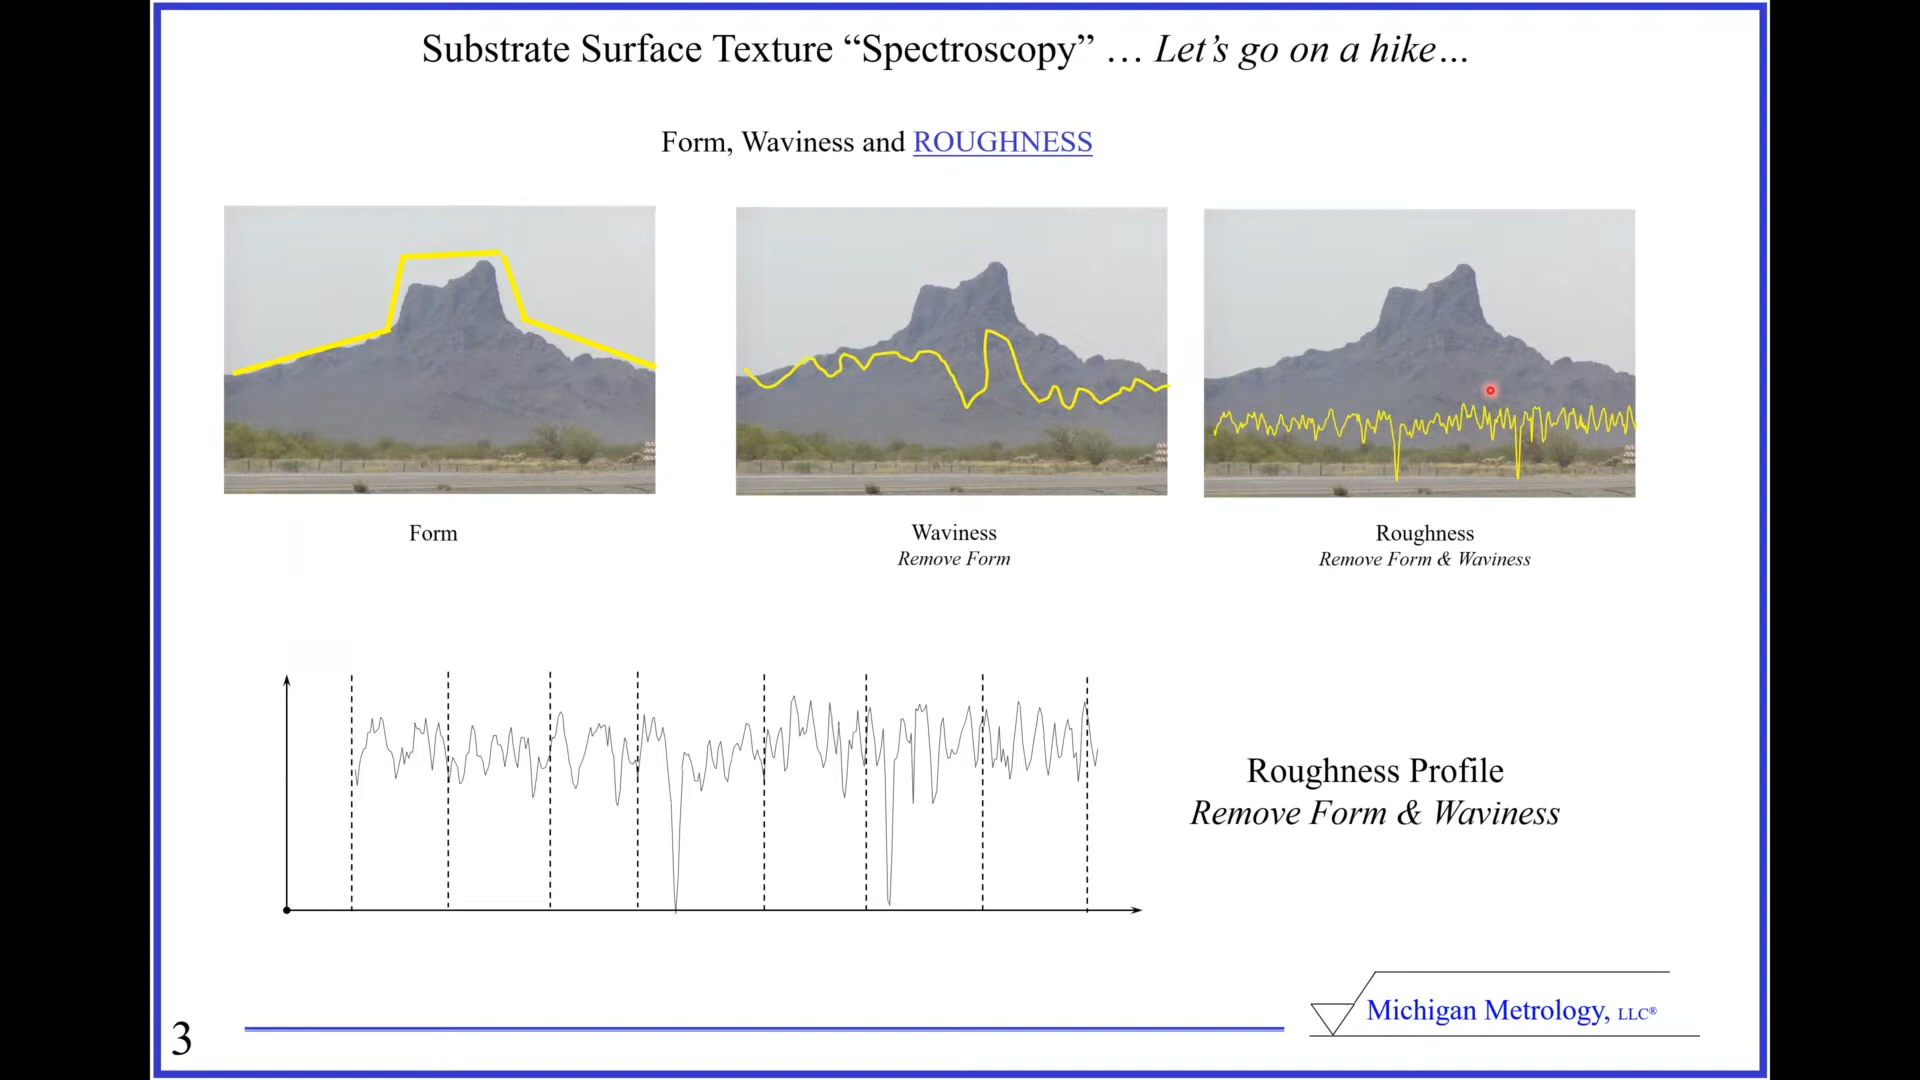 Substrate Surface Texture “Spectroscopy” … Let’s go on a hike…
Form, Waviness and ROUGHNESS
Form
Waviness
Remove Form
Roughness
Remove Form & Waviness
Roughness Profile
Remove Form & Waviness
Michigan Metrology, LLC®
3